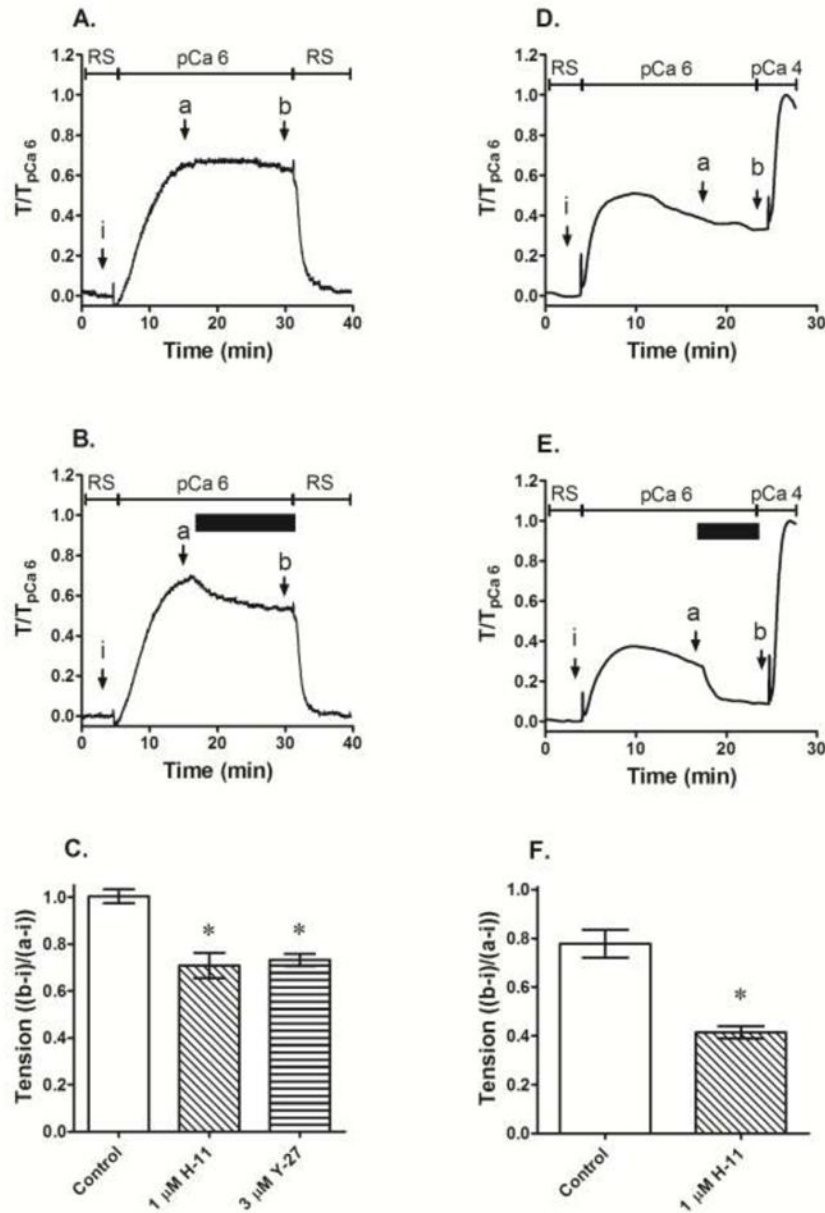 A.
RS pCa 6 RS
1.2
1.0
0.8
0.6
0.4
0.2
0.0
T/TpCa 6
i
a
b
0 10 20 30 40
Time (min)
D.
RS pCa 6 pCa 4
1.2
1.0
0.8
0.6
0.4
0.2
0.0
T/TpCa 6
i
a
b
0 10 20 30
Time (min)
B.
RS pCa 6 RS
1.2
1.0
0.8
0.6
0.4
0.2
0.0
T/TpCa 6
i
a
b
0 10 20 30 40
Time (min)
E.
RS pCa 6 pCa 4
1.2
1.0
0.8
0.6
0.4
0.2
0.0
T/TpCa 6
i
a
b
0 10 20 30
Time (min)
C.
1.0
0.8
0.6
0.4
0.2
0.0
Tension ((b-i)/(a-i))
* *
Control
1 µM H-11
3 µM Y-27
F.
1.0
0.8
0.6
0.4
0.2
0.0
Tension ((b-i)/(a-i))
*
Control
1 µM H-11